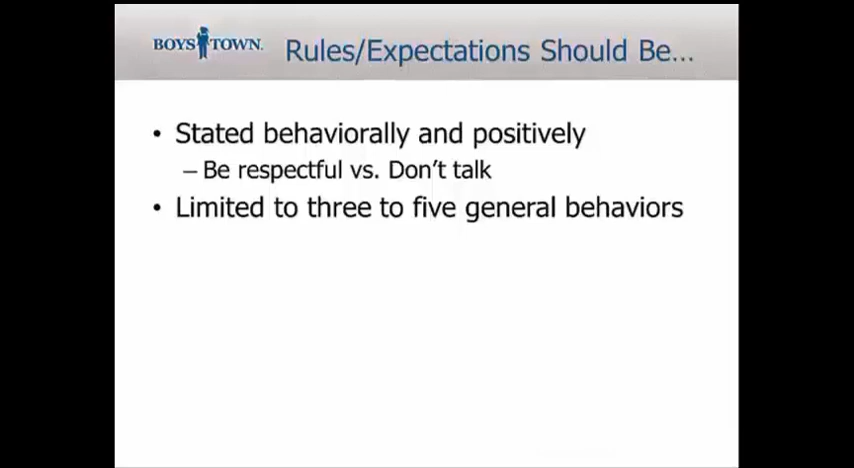 BOYS TOWN.
Rules/Expectations Should Be...
• Stated behaviorally and positively
– Be respectful vs. Don't talk
• Limited to three to five general behaviors